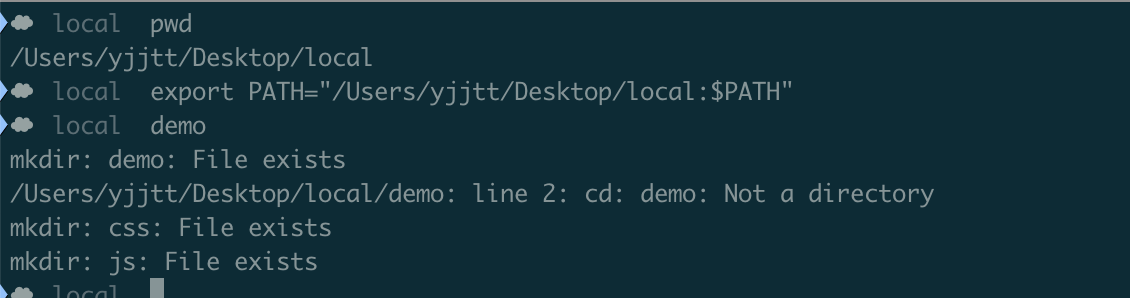 local pwd
/Users/yjjtt/Desktop/local
local export PATH="/Users/yjjtt/Desktop/local:$PATH"
local demo
mkdir: demo: File exists
/Users/yjjtt/Desktop/local/demo: line 2: cd: demo: Not a directory
mkdir: css: File exists
mkdir: js: File exists
local